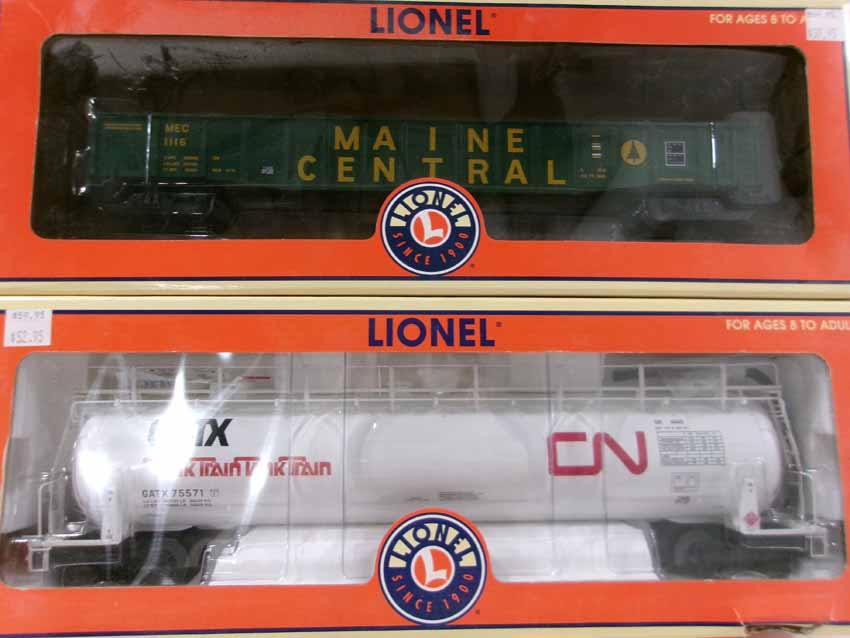 LIONEL
FOR AGES 8 TO A
MEC
1116
MAINE
CENTRAL
LIONEL
SINCE 1900
$59.95
$52.95
LIONEL
FOR AGES 8 TO ADUL
GATX
TankTrainTankTrain
GATX 75571
CN
LIONEL
SINCE 1900